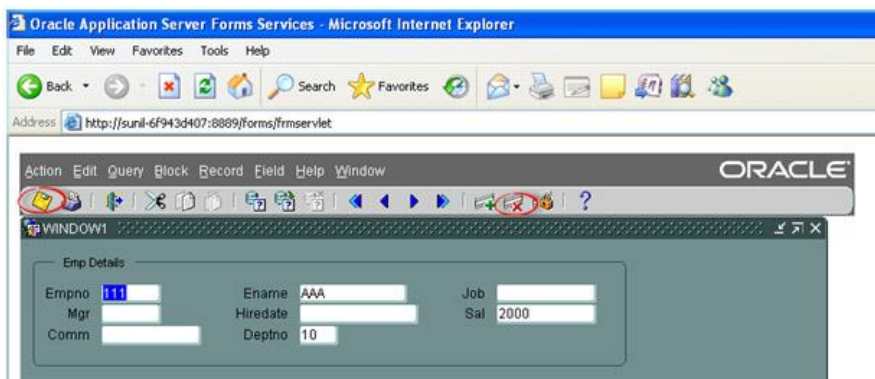 Oracle Application Server Forms Services - Microsoft Internet Explorer
File Edit View Favorites Tools Help
Back Search Favorites
Address http://sunil-6f943d407:8889/forms/frmservlet
Action Edit Query Block Record Field Help Window ORACLE
?
WINDOW1
Emp Details
Empno 111 Ename AAA Job
Mgr Hiredate Sal 2000
Comm Deptno 10